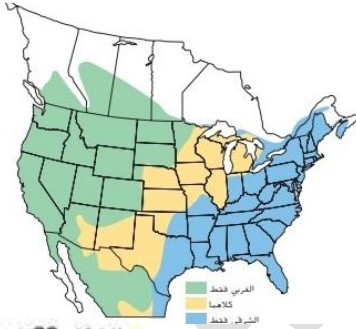 الغربي فقط
كلاهما
الشرقي فقط